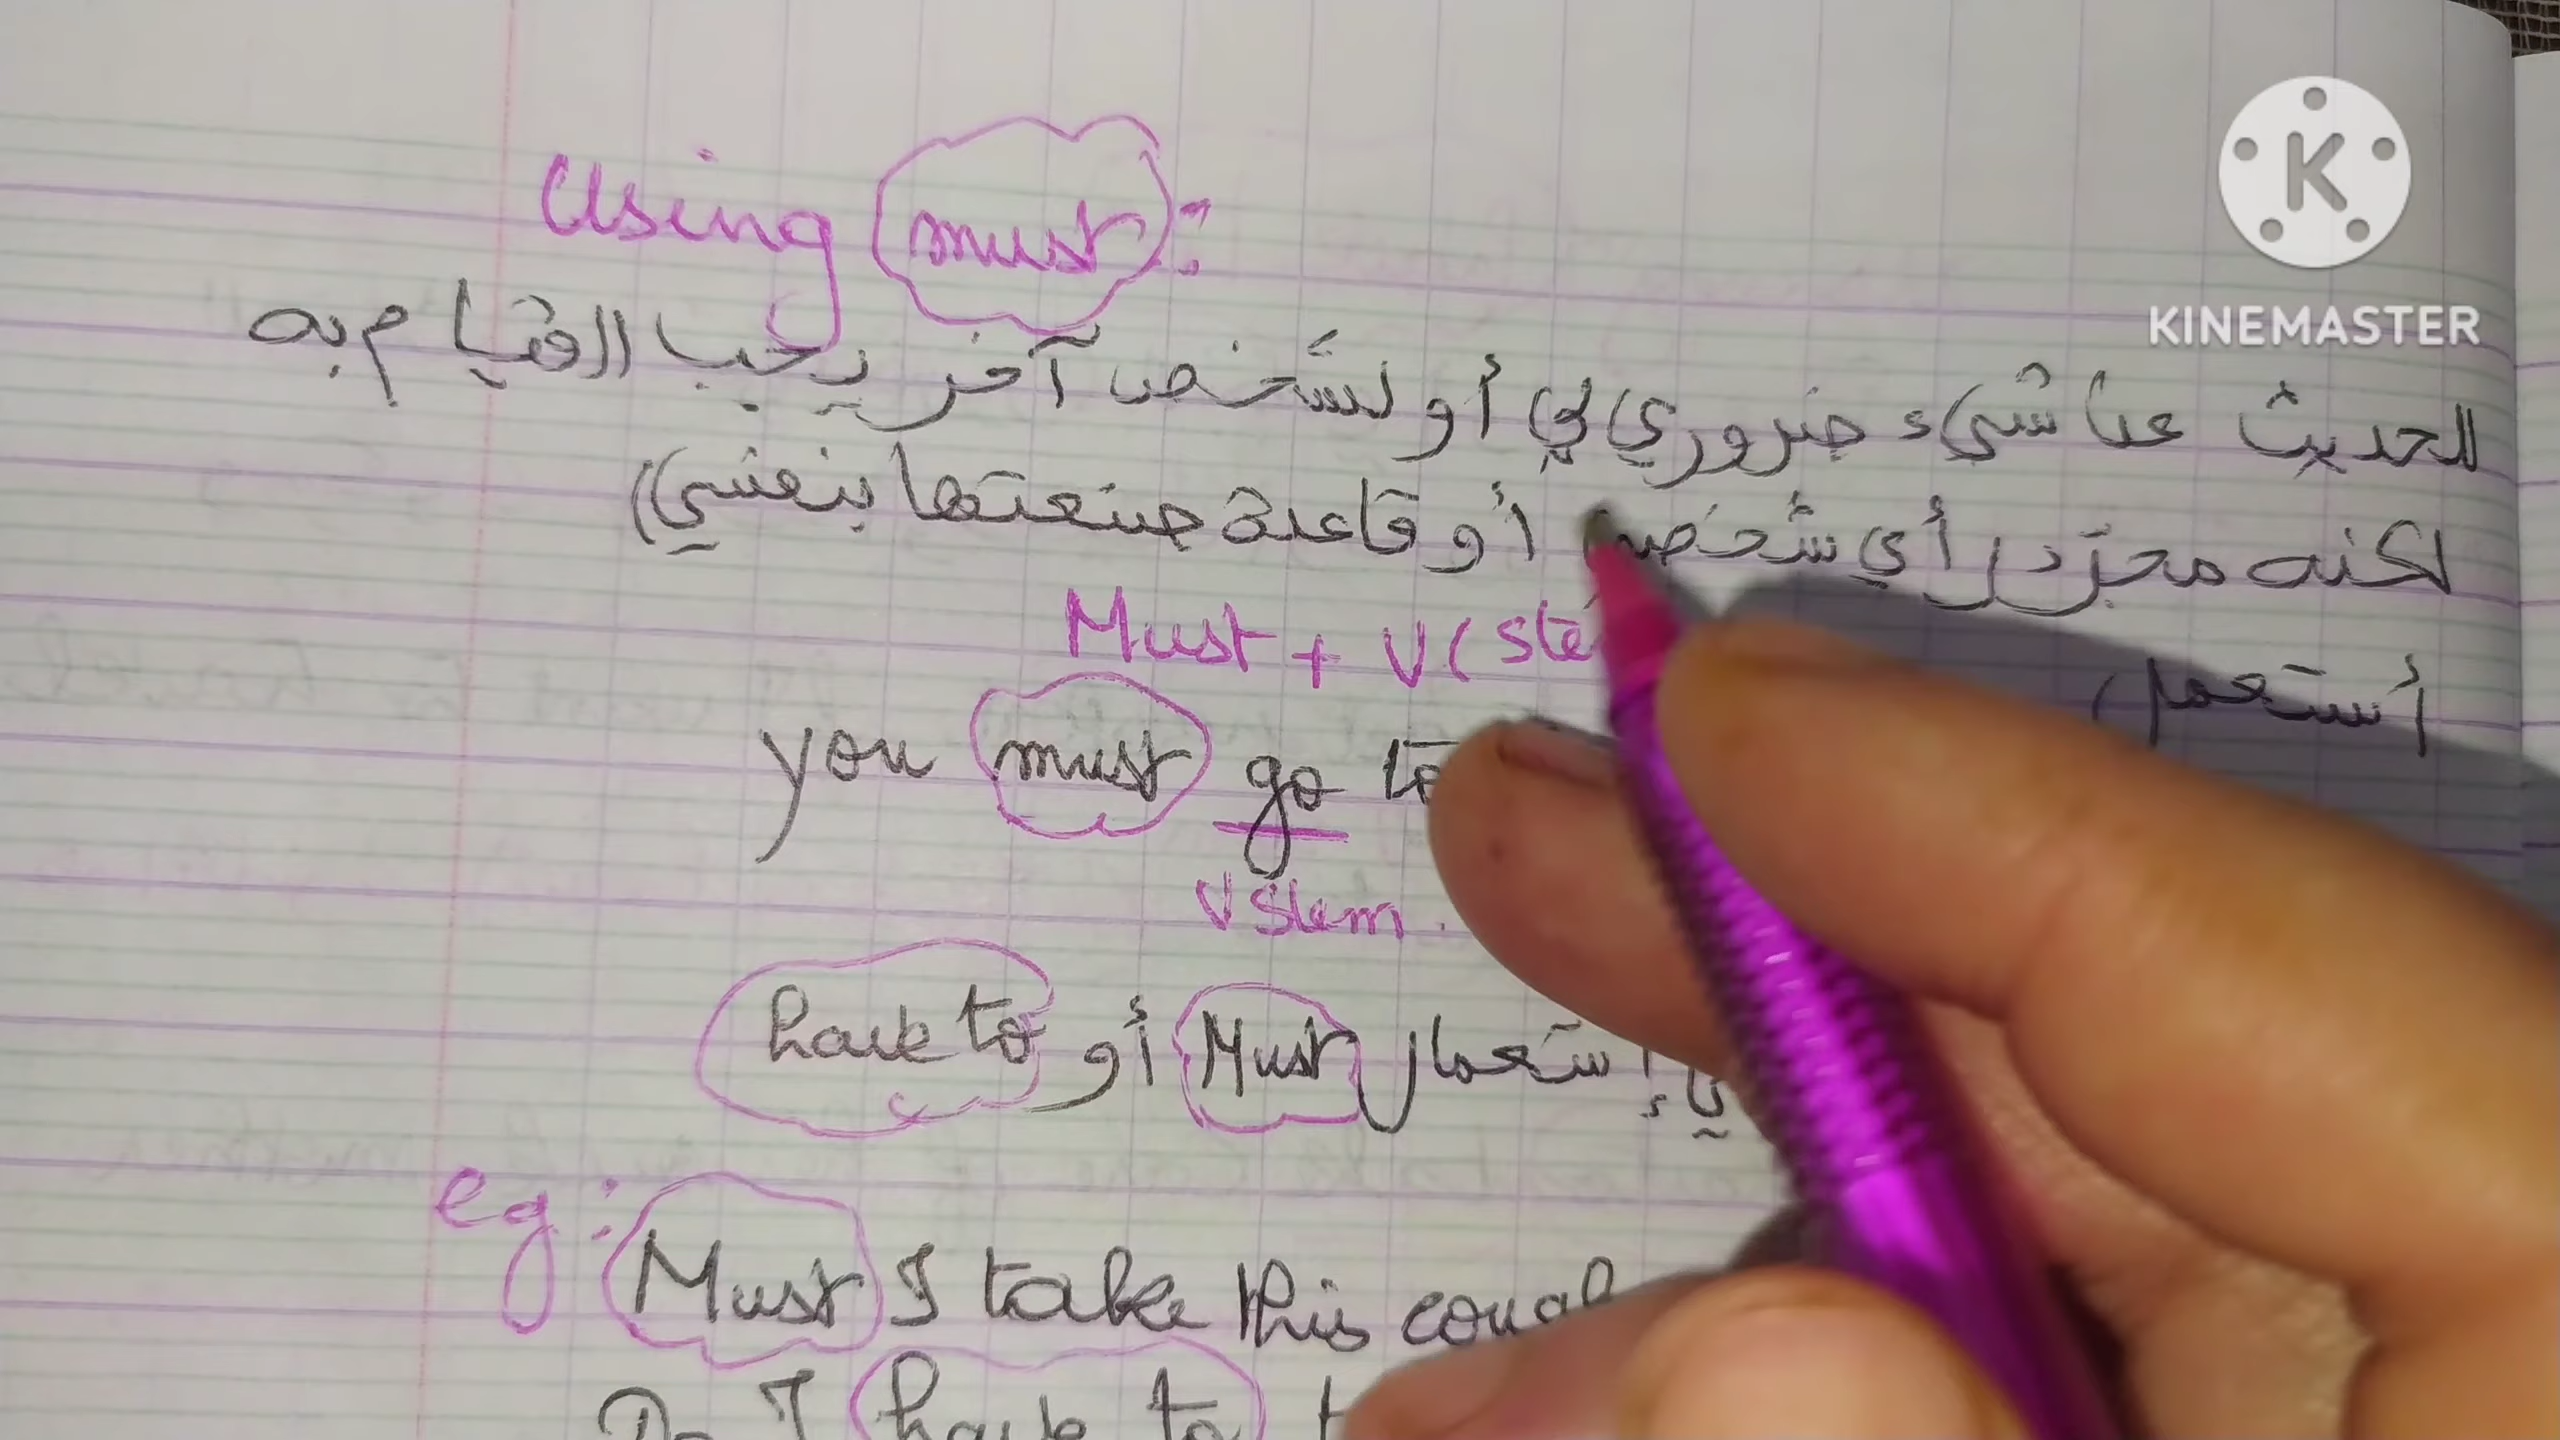 Using must :
للحديث عن شيء ضروري لي أو لشخص آخر يجب القيام به
لكنه مجرد رأي شخصي أو قاعدة صنعتها بنفسي)
أستعمل
Must + V ( ste
you must go to
V stem .
إستعمال Must أو have to
eg : Must I take this cough
Do I have to t
K
KINEMASTER